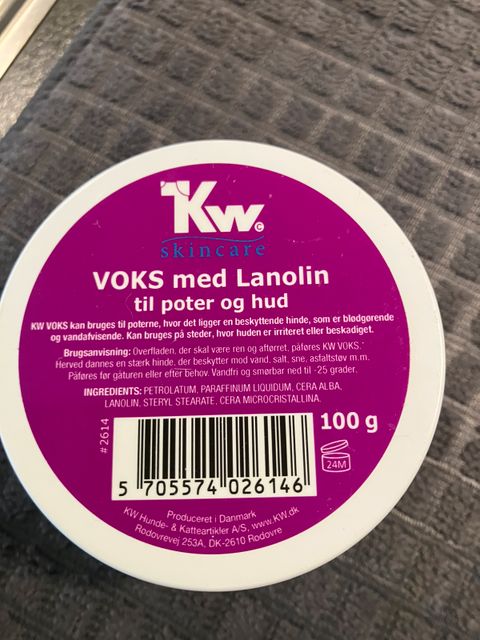 Kw
skincare
VOKS med Lanolin
til poter og hud
KW VOKS kan bruges til poterne, hvor det ligger en beskyttende hinde, som er blødgørende
og vandafvisende. Kan bruges på steder, hvor huden er irriteret eller beskadiget.
Brugsanvisning: Overfladen, der skal være ren og aftørret, påføres KW VOKS.
Herved dannes en stærk hinde, der beskytter mod vand, salt, sne, asfaltstøv m.m.
Påføres før gåturen eller efter behov. Vandfri og smørbar ned til -25 grader.
INGREDIENTS: PETROLATUM, PARAFFINUM LIQUIDUM, CERA ALBA,
LANOLIN, STERYL STEARATE, CERA MICROCRISTALLINA.
#2614
100 g
24M
5 705574 026146
Produceret i Danmark
KW Hunde- & Katteartikler A/S, www.KW.dk
Rodovrevej 253A, DK-2610 Rodovre